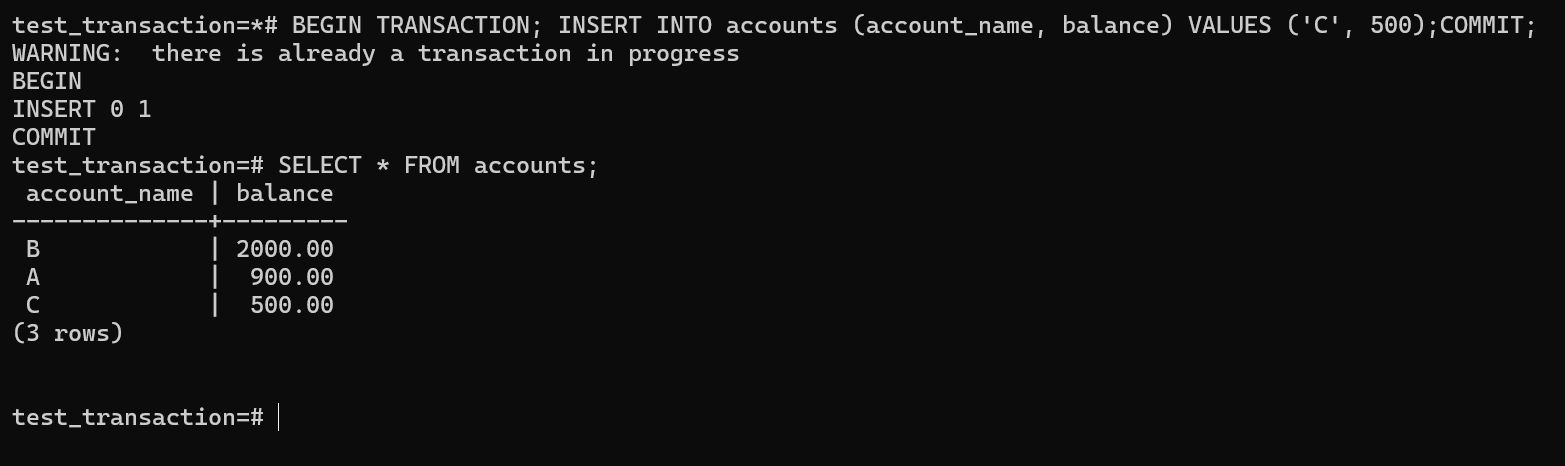 test_transaction=*# BEGIN TRANSACTION; INSERT INTO accounts (account_name, balance) VALUES ('C', 500);COMMIT;
WARNING:  there is already a transaction in progress
BEGIN
INSERT 0 1
COMMIT
test_transaction=# SELECT * FROM accounts;
 account_name | balance
--------------+---------
 B            | 2000.00
 A            |  900.00
 C            |  500.00
(3 rows)
test_transaction=#